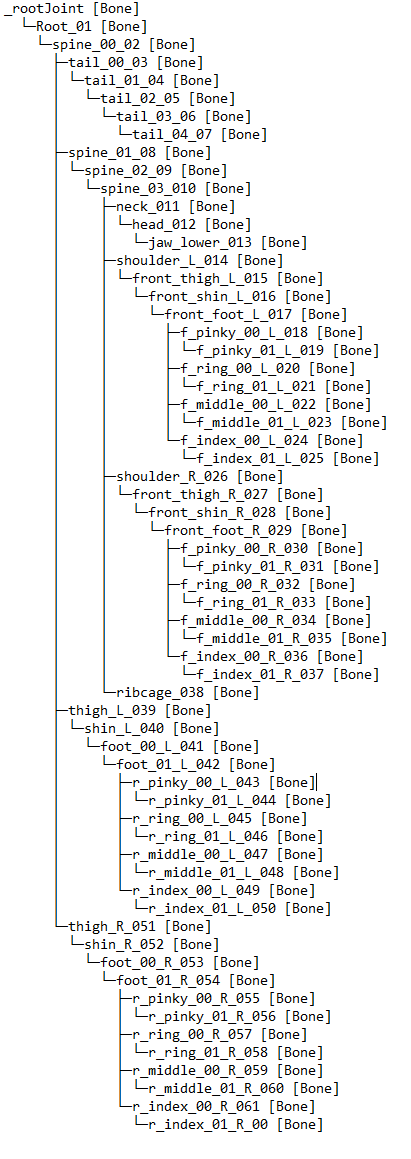 _rootJoint [Bone]
└─Root_01 [Bone]
└─spine_00_02 [Bone]
├─tail_00_03 [Bone]
│ └─tail_01_04 [Bone]
│ └─tail_02_05 [Bone]
│ └─tail_03_06 [Bone]
│ └─tail_04_07 [Bone]
├─spine_01_08 [Bone]
│ └─spine_02_09 [Bone]
│ └─spine_03_010 [Bone]
│ ├─neck_011 [Bone]
│ │ └─head_012 [Bone]
│ │ └─jaw_lower_013 [Bone]
│ ├─shoulder_L_014 [Bone]
│ │ └─front_thigh_L_015 [Bone]
│ │ └─front_shin_L_016 [Bone]
│ │ └─front_foot_L_017 [Bone]
│ │ ├─f_pinky_00_L_018 [Bone]
│ │ │ └─f_pinky_01_L_019 [Bone]
│ │ ├─f_ring_00_L_020 [Bone]
│ │ │ └─f_ring_01_L_021 [Bone]
│ │ ├─f_middle_00_L_022 [Bone]
│ │ │ └─f_middle_01_L_023 [Bone]
│ │ └─f_index_00_L_024 [Bone]
│ │ └─f_index_01_L_025 [Bone]
│ ├─shoulder_R_026 [Bone]
│ │ └─front_thigh_R_027 [Bone]
│ │ └─front_shin_R_028 [Bone]
│ │ └─front_foot_R_029 [Bone]
│ │ ├─f_pinky_00_R_030 [Bone]
│ │ │ └─f_pinky_01_R_031 [Bone]
│ │ ├─f_ring_00_R_032 [Bone]
│ │ │ └─f_ring_01_R_033 [Bone]
│ │ ├─f_middle_00_R_034 [Bone]
│ │ │ └─f_middle_01_R_035 [Bone]
│ │ └─f_index_00_R_036 [Bone]
│ │ └─f_index_01_R_037 [Bone]
│ └─ribcage_038 [Bone]
├─thigh_L_039 [Bone]
│ └─shin_L_040 [Bone]
│ └─foot_00_L_041 [Bone]
│ └─foot_01_L_042 [Bone]
│ ├─r_pinky_00_L_043 [Bone]
│ │ └─r_pinky_01_L_044 [Bone]
│ ├─r_ring_00_L_045 [Bone]
│ │ └─r_ring_01_L_046 [Bone]
│ ├─r_middle_00_L_047 [Bone]
│ │ └─r_middle_01_L_048 [Bone]
│ └─r_index_00_L_049 [Bone]
│ └─r_index_01_L_050 [Bone]
└─thigh_R_051 [Bone]
└─shin_R_052 [Bone]
└─foot_00_R_053 [Bone]
└─foot_01_R_054 [Bone]
├─r_pinky_00_R_055 [Bone]
│ └─r_pinky_01_R_056 [Bone]
├─r_ring_00_R_057 [Bone]
│ └─r_ring_01_R_058 [Bone]
├─r_middle_00_R_059 [Bone]
│ └─r_middle_01_R_060 [Bone]
└─r_index_00_R_061 [Bone]
└─r_index_01_R_00 [Bone]